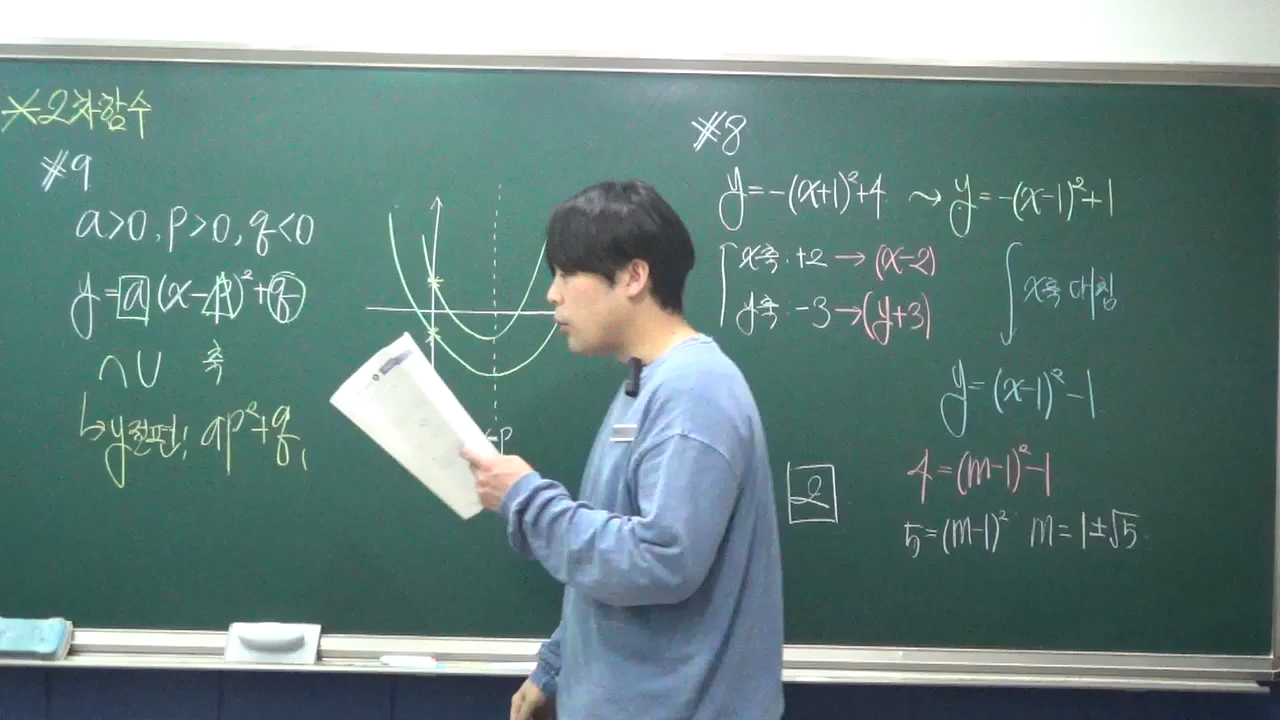 ※2차함수
#9
a>0, p>0, q<0
y=a(x-p)²+q
∩∪ 축
↳y절편! ap²+q,
p
#8
y=-(x+1)²+4 ⤳ y=-(x-1)²+1
x축: +2 → (x-2)
y축: -3 → (y+3)
x축 대칭
y=(x-1)²-1
2
4=(m-1)²-1
5=(m-1)² m=1±√5